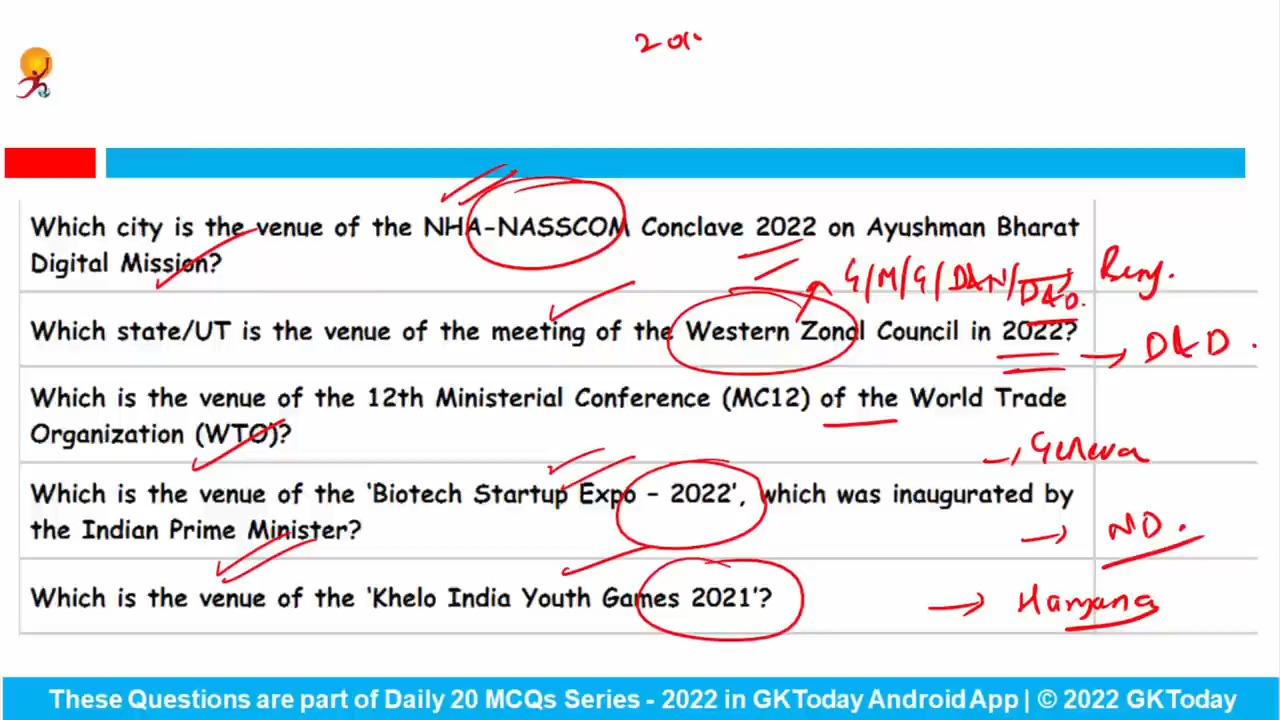 Which city is the venue of the NHA-NASSCOM Conclave 2022 on Ayushman Bharat
Digital Mission?
G/M/G/D&N/D&D.
Beng.
Which state/UT is the venue of the meeting of the Western Zonal Council in 2022?
D&D.
Which is the venue of the 12th Ministerial Conference (MC12) of the World Trade
Organization (WTO)?
Geneva
Which is the venue of the 'Biotech Startup Expo – 2022', which was inaugurated by
the Indian Prime Minister?
ND.
Which is the venue of the 'Khelo India Youth Games 2021'?
Haryana
These Questions are part of Daily 20 MCQs Series - 2022 in GKToday Android App | © 2022 GKToday